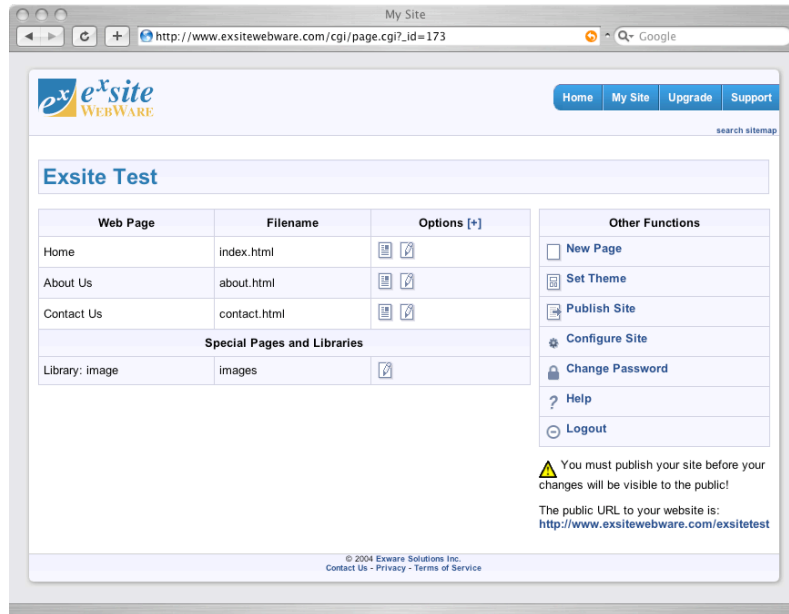 My Site
http://www.exsitewebware.com/cgi/page.cgi?_id=173
Google
ex exsite
WEBWARE
Home My Site Upgrade Support
search sitemap
Exsite Test
Web Page Filename Options [+]
Home index.html
About Us about.html
Contact Us contact.html
Special Pages and Libraries
Library: image images
Other Functions
New Page
Set Theme
Publish Site
Configure Site
Change Password
? Help
Logout
You must publish your site before your
changes will be visible to the public!
The public URL to your website is:
http://www.exsitewebware.com/exsitetest
© 2004 Exware Solutions Inc.
Contact Us - Privacy - Terms of Service